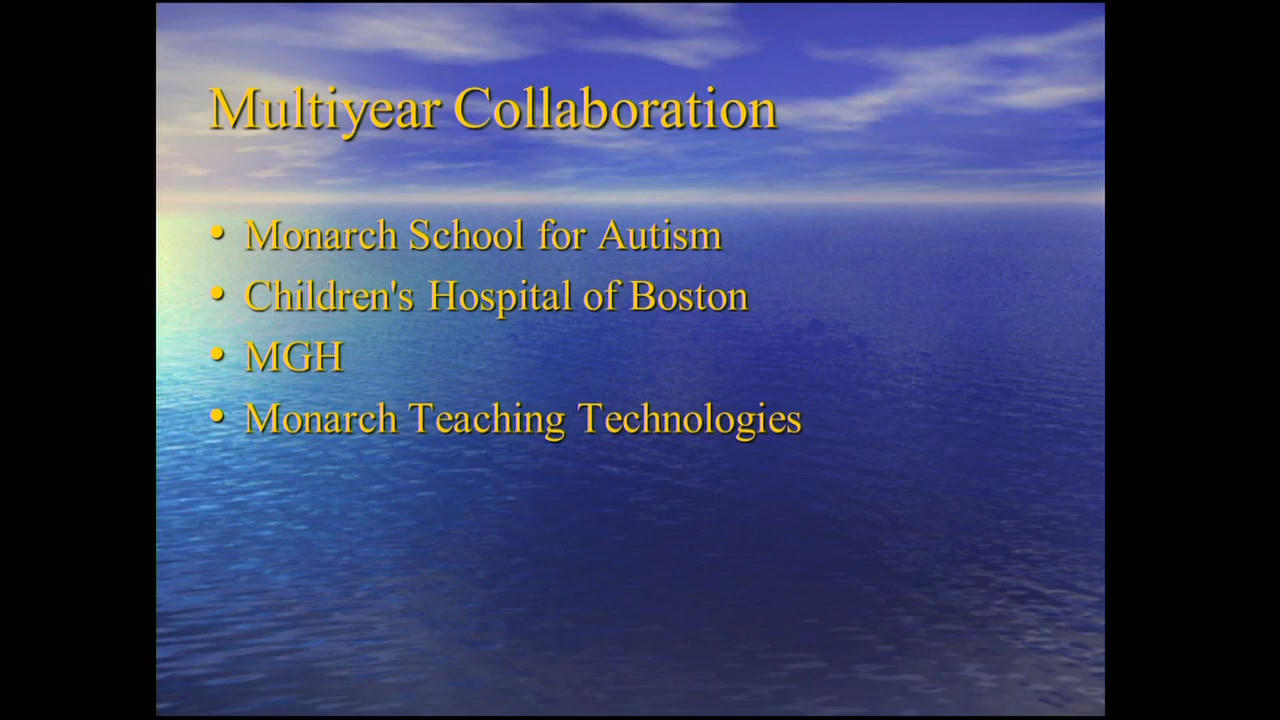 Multiyear Collaboration
• Monarch School for Autism
• Children's Hospital of Boston
• MGH
• Monarch Teaching Technologies